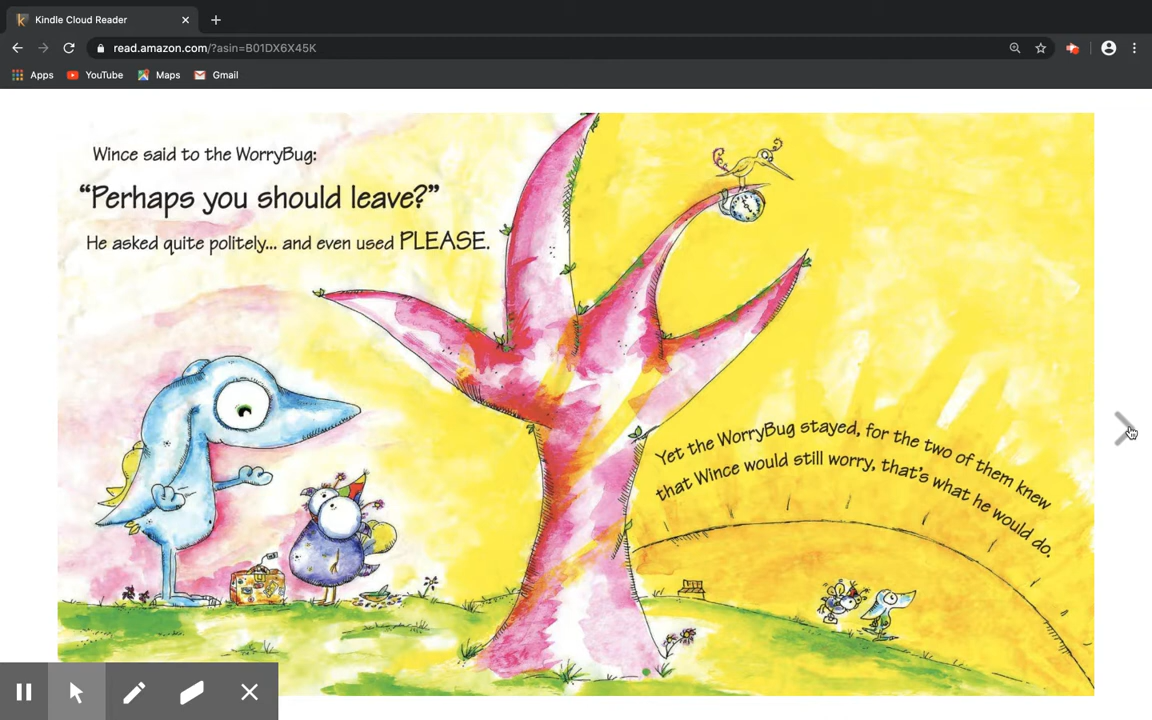 Kindle Cloud Reader
read.amazon.com/?asin=B01DX6X45K
Apps YouTube Maps Gmail
Wince said to the WorryBug:
“Perhaps you should leave?”
He asked quite politely... and even used PLEASE.
Yet the WorryBug stayed, for the two of them knew
that Wince would still worry, that's what he would do.